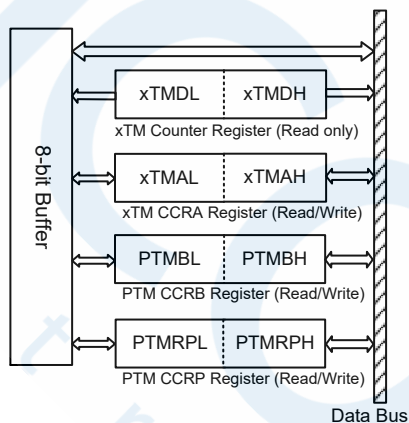 8-bit Buffer
xTMDL xTMDH
xTM Counter Register (Read only)
xTMAL xTMAH
xTM CCRA Register (Read/Write)
PTMBL PTMBH
PTM CCRB Register (Read/Write)
PTMRPL PTMRPH
PTM CCRP Register (Read/Write)
Data Bus